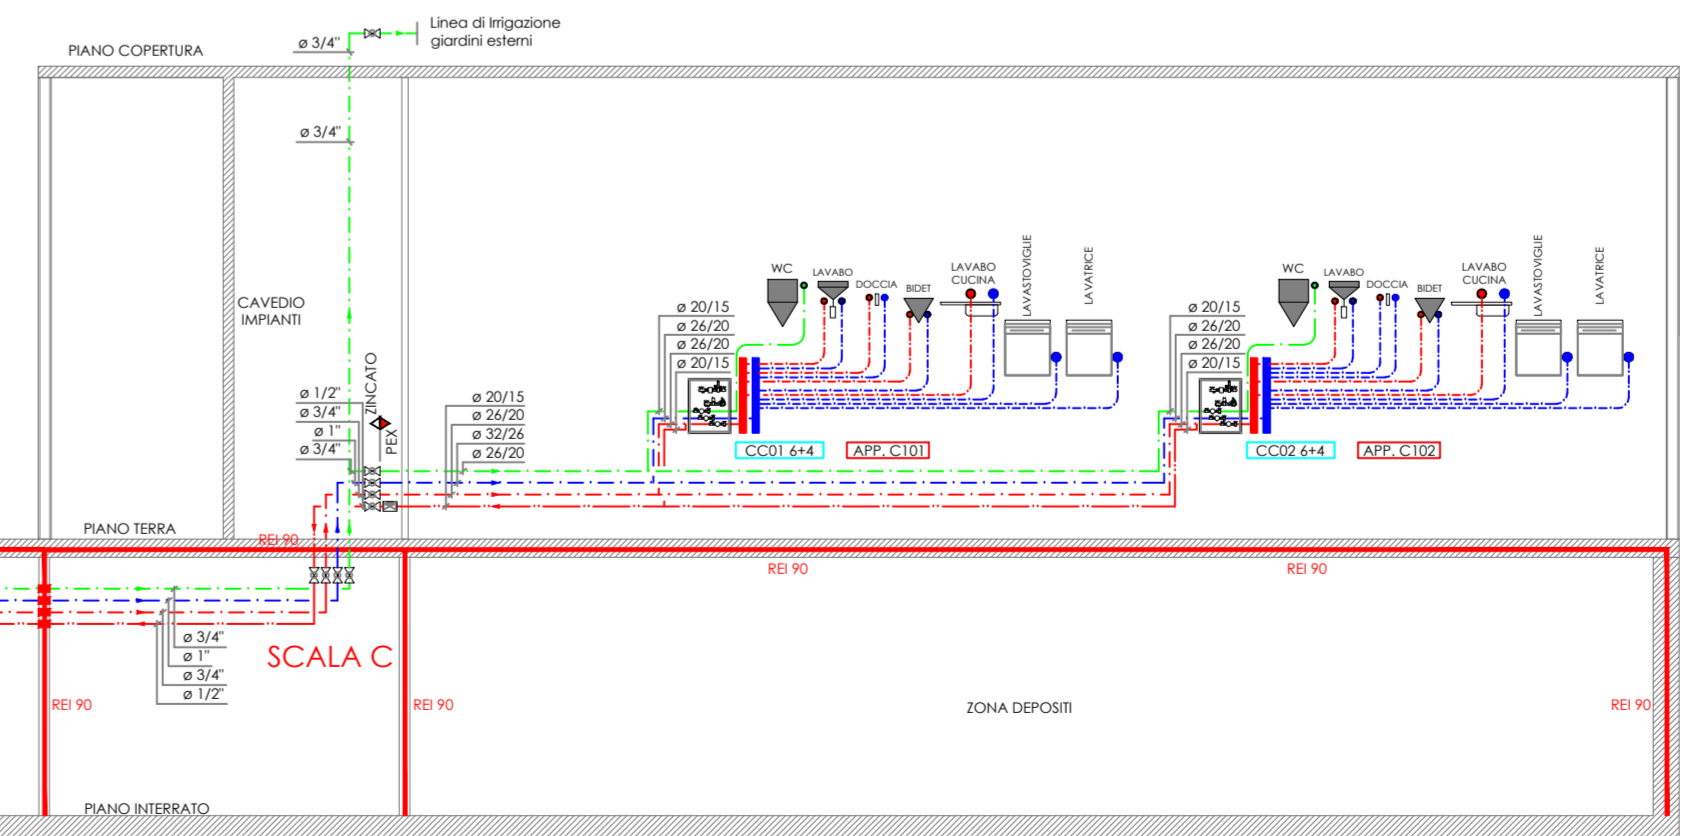 Linea di Irrigazione
giardini esterni
PIANO COPERTURA
ø 3/4"
ø 3/4"
CAVEDIO
IMPIANTI
ZINCATO
PEX
ø 1/2"
ø 3/4"
ø 1"
ø 3/4"
ø 20/15
ø 26/20
ø 32/26
ø 26/20
ø 20/15
ø 26/20
ø 26/20
ø 20/15
WC
LAVABO
DOCCIA
BIDET
LAVABO
CUCINA
LAVASTOVIGLIE
LAVATRICE
CC01 6+4
APP. C101
ø 20/15
ø 26/20
ø 26/20
ø 20/15
WC
LAVABO
DOCCIA
BIDET
LAVABO
CUCINA
LAVASTOVIGLIE
LAVATRICE
CC02 6+4
APP. C102
PIANO TERRA
REI 90
REI 90
REI 90
ø 3/4"
ø 1"
ø 3/4"
ø 1/2"
SCALA C
REI 90
REI 90
ZONA DEPOSITI
REI 90
PIANO INTERRATO